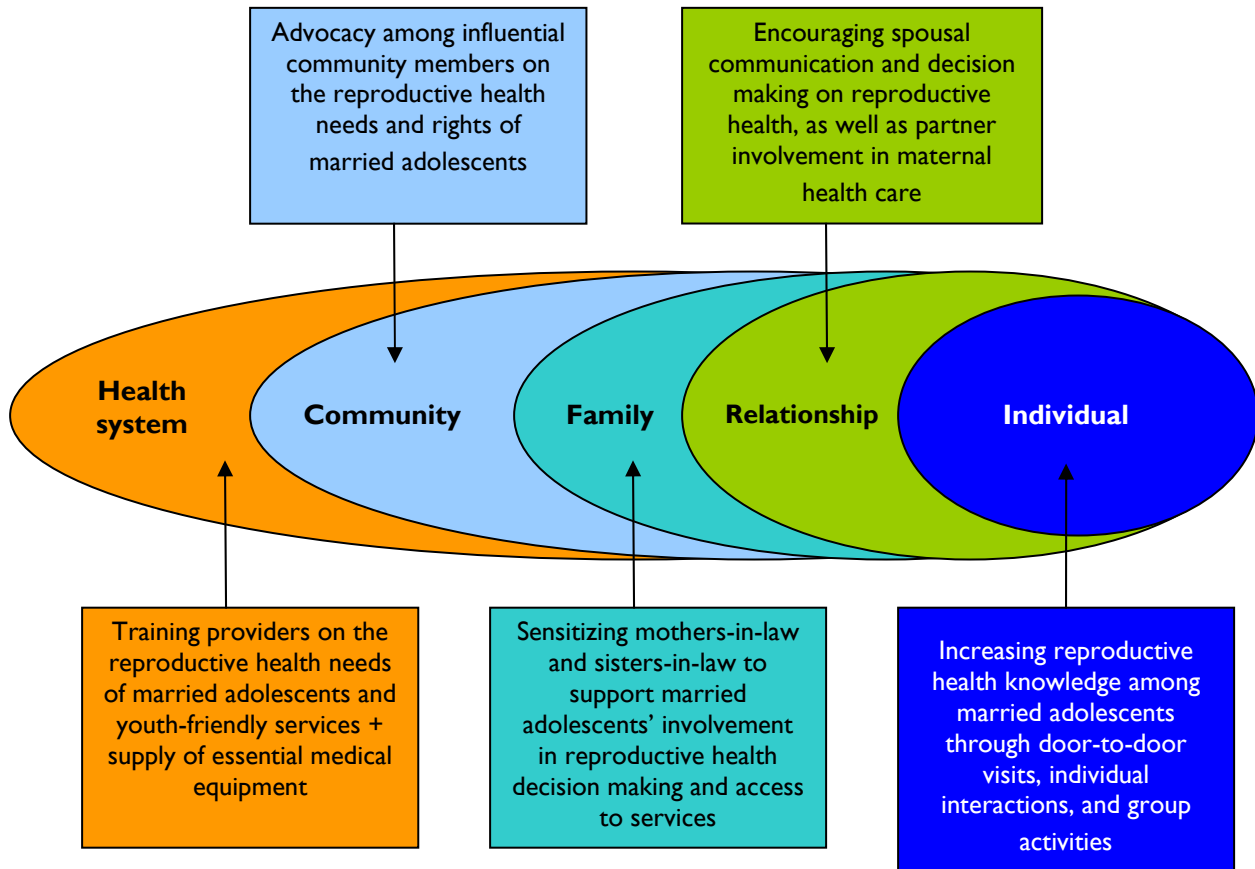 Advocacy among influential
community members on
the reproductive health
needs and rights of
married adolescents
Encouraging spousal
communication and decision
making on reproductive
health, as well as partner
involvement in maternal
health care
Health
system
Community
Family
Relationship
Individual
Training providers on the
reproductive health needs
of married adolescents and
youth-friendly services +
supply of essential medical
equipment
Sensitizing mothers-in-law
and sisters-in-law to
support married
adolescents’ involvement
in reproductive health
decision making and access
to services
Increasing reproductive
health knowledge among
married adolescents
through door-to-door
visits, individual
interactions, and group
activities